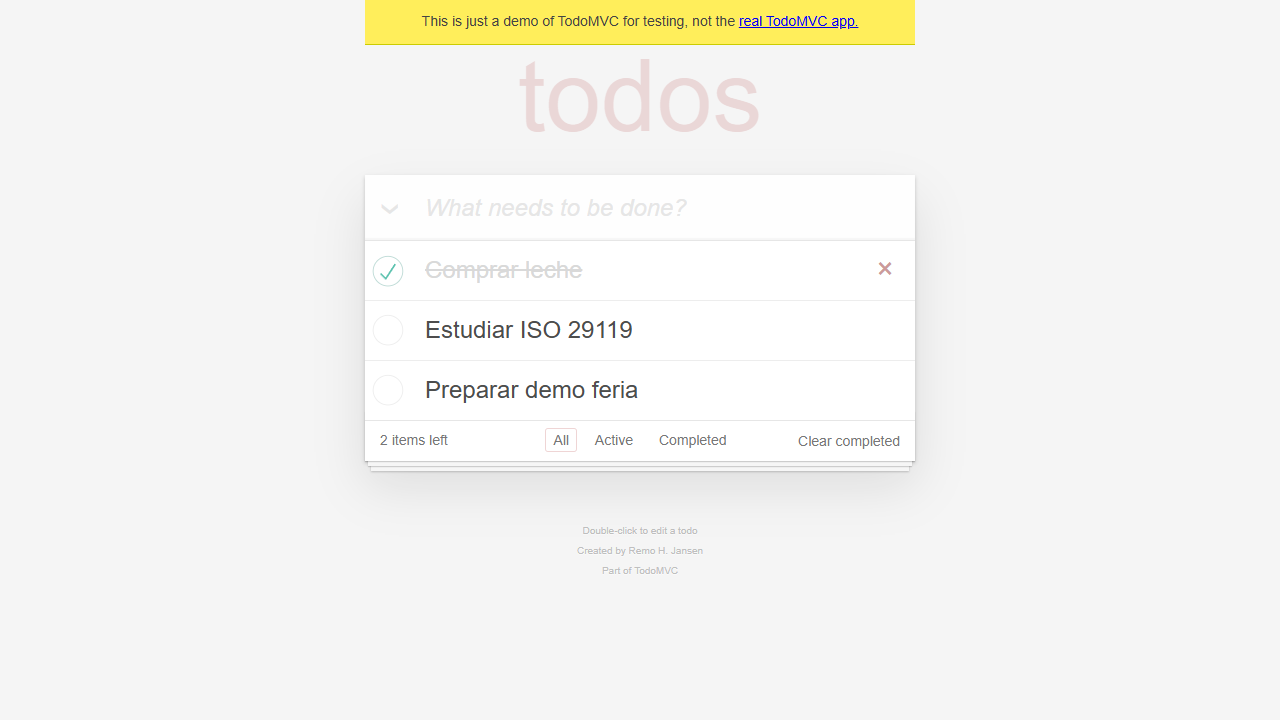 This is just a demo of TodoMVC for testing, not the real TodoMVC app.
todos
What needs to be done?
Comprar leche
Estudiar ISO 29119
Preparar demo feria
2 items left All Active Completed Clear completed
Double-click to edit a todo
Created by Remo H. Jansen
Part of TodoMVC